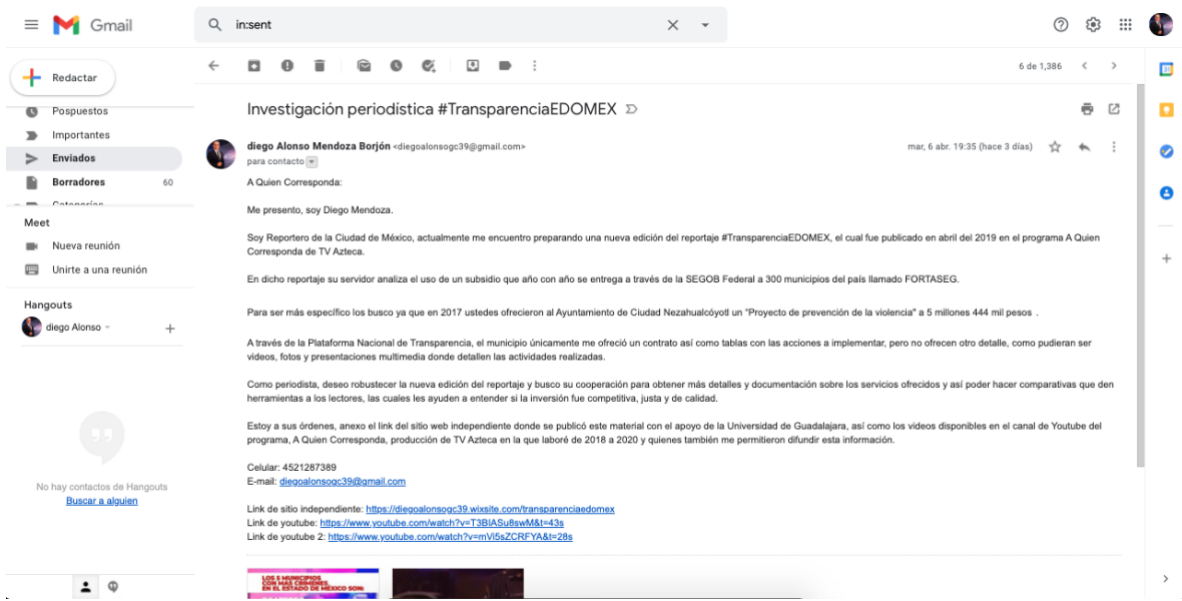 Gmail
in:sent
Redactar
6 de 1,386
Pospuestos
Importantes
Enviados
Borradores 60
Categorías
Meet
Nueva reunión
Unirte a una reunión
Hangouts
diego Alonso
No hay contactos de Hangouts
Buscar a alguien
Investigación periodística #TransparenciaEDOMEX
diego Alonso Mendoza Borjón <diegoalonsogc39@gmail.com>
mar, 6 abr. 19:35 (hace 3 días)
para contacto
A Quien Corresponda:
Me presento, soy Diego Mendoza.
Soy Reportero de la Ciudad de México, actualmente me encuentro preparando una nueva edición del reportaje #TransparenciaEDOMEX, el cual fue publicado en abril del 2019 en el programa A Quien
Corresponda de TV Azteca.
En dicho reportaje su servidor analiza el uso de un subsidio que año con año se entrega a través de la SEGOB Federal a 300 municipios del país llamado FORTASEG.
Para ser más específico los busco ya que en 2017 ustedes ofrecieron al Ayuntamiento de Ciudad Nezahualcóyotl un "Proyecto de prevención de la violencia" a 5 millones 444 mil pesos .
A través de la Plataforma Nacional de Transparencia, el municipio únicamente me ofreció un contrato así como tablas con las acciones a implementar, pero no ofrecen otro detalle, como pudieran ser
videos, fotos y presentaciones multimedia donde detallen las actividades realizadas.
Como periodista, deseo robustecer la nueva edición del reportaje y busco su cooperación para obtener más detalles y documentación sobre los servicios ofrecidos y así poder hacer comparativas que den
herramientas a los lectores, las cuales les ayuden a entender si la inversión fue competitiva, justa y de calidad.
Estoy a sus órdenes, anexo el link del sitio web independiente donde se publicó este material con el apoyo de la Universidad de Guadalajara, así como los videos disponibles en el canal de Youtube del
programa, A Quien Corresponda, producción de TV Azteca en la que laboré de 2018 a 2020 y quienes también me permitieron difundir esta información.
Celular: 4521287389
E-mail: diegoalonsogc39@gmail.com
Link de sitio independiente: https://diegoalonsogc39.wixsite.com/transparenciaedomex
Link de youtube: https://www.youtube.com/watch?v=T3BIASu8swM&t=43s
Link de youtube 2: https://www.youtube.com/watch?v=mVi5sZCRFYA&t=28s
LOS 5 MUNICIPIOS
CON MÁS CRÍMENES,
EN EL ESTADO DE MÉXICO SON: